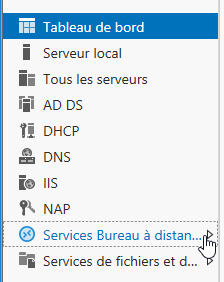 Tableau de bord
Serveur local
Tous les serveurs
AD DS
DHCP
DNS
IIS
NAP
Services Bureau à distan...
Services de fichiers et d...